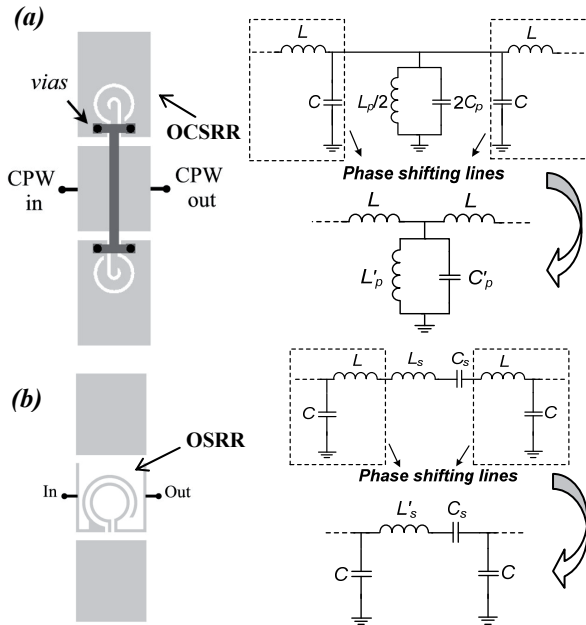 (a)
vias
OCSRR
CPW
in
CPW
out
L
L
C
Lp/2
2Cp
C
Phase shifting lines
L
L
L'p
C'p
(b)
OSRR
In
Out
L
Ls
Cs
L
C
C
Phase shifting lines
L's
Cs
C
C